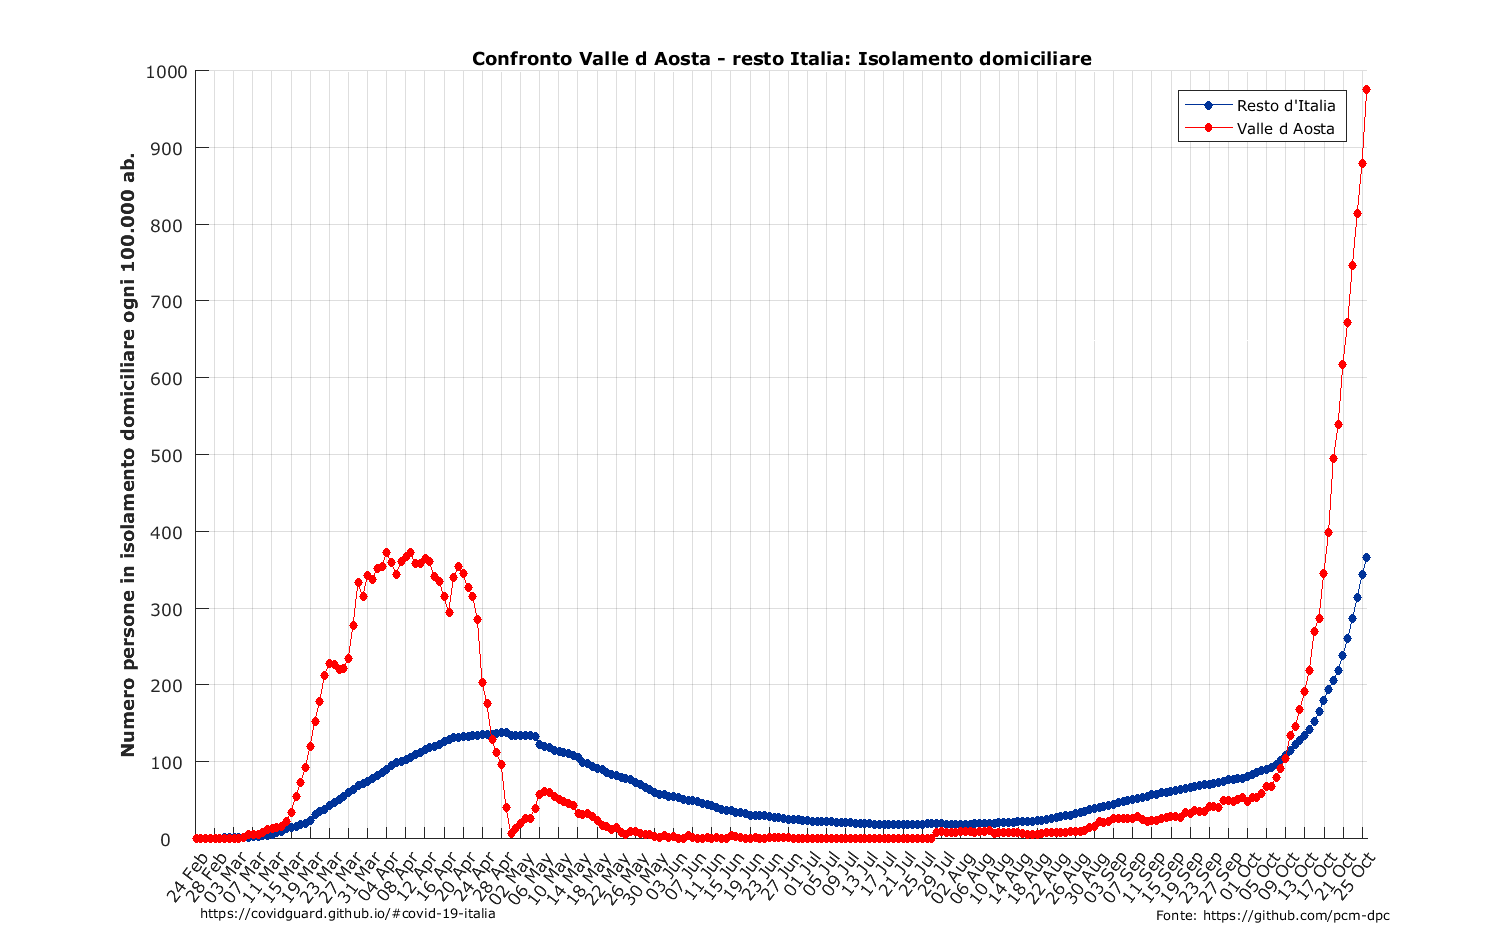 Confronto Valle d Aosta - resto Italia: Isolamento domiciliare
Numero persone in isolamento domiciliare ogni 100.000 ab.
1000
900
800
700
600
500
400
300
200
100
0
Resto d'Italia
Valle d Aosta
24 Feb
28 Feb
03 Mar
07 Mar
11 Mar
15 Mar
19 Mar
23 Mar
27 Mar
31 Mar
04 Apr
08 Apr
12 Apr
16 Apr
20 Apr
24 Apr
28 Apr
02 May
06 May
10 May
14 May
18 May
22 May
26 May
30 May
03 Jun
07 Jun
11 Jun
15 Jun
19 Jun
23 Jun
27 Jun
01 Jul
05 Jul
09 Jul
13 Jul
17 Jul
21 Jul
25 Jul
29 Jul
02 Aug
06 Aug
10 Aug
14 Aug
18 Aug
22 Aug
26 Aug
30 Aug
03 Sep
07 Sep
11 Sep
15 Sep
19 Sep
23 Sep
27 Sep
01 Oct
05 Oct
09 Oct
13 Oct
17 Oct
21 Oct
25 Oct
https://covidguard.github.io/#covid-19-italia
Fonte: https://github.com/pcm-dpc